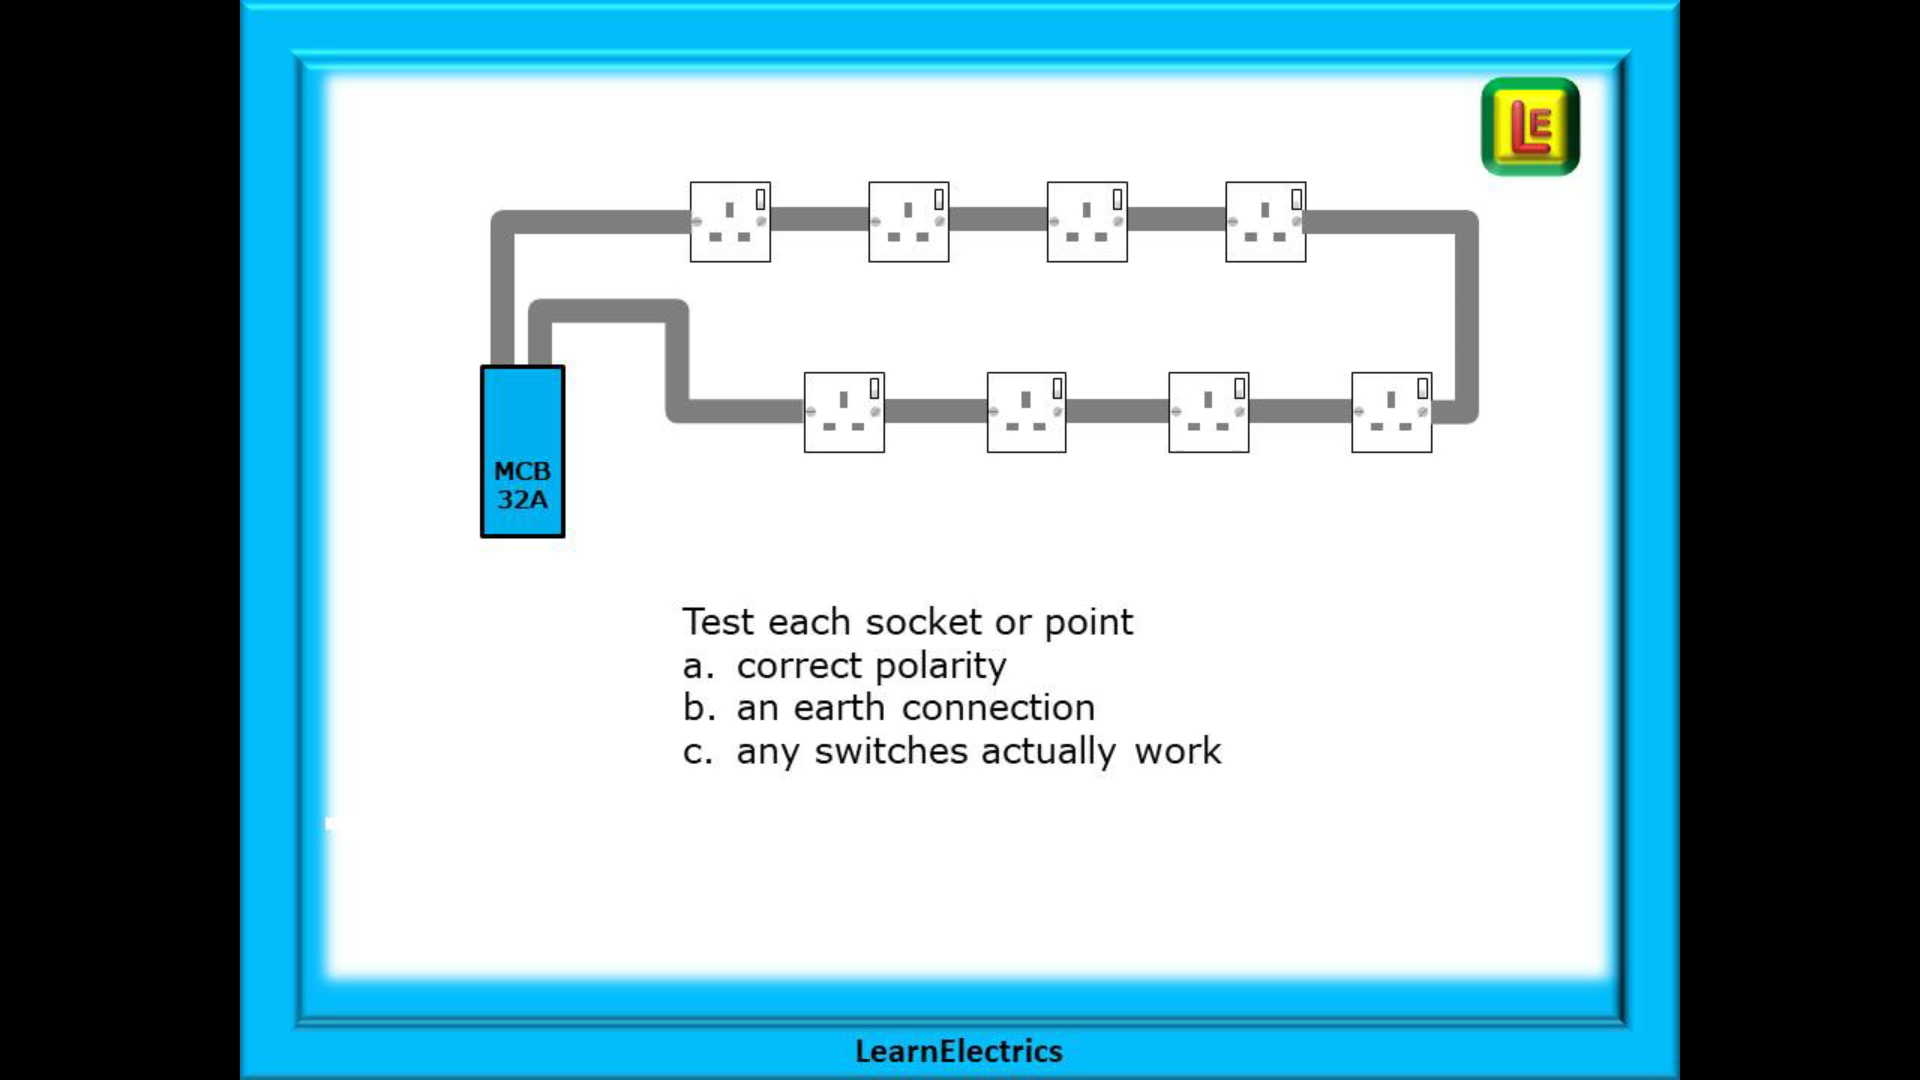 LE
MCB
32A
Test each socket or point
a. correct polarity
b. an earth connection
c. any switches actually work
LearnElectrics